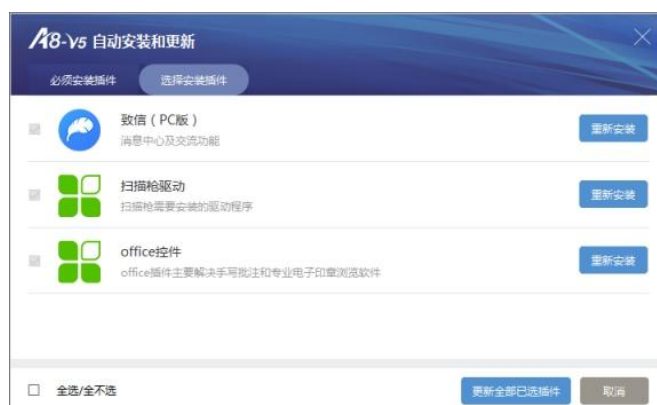 A8-V5 自动安装和更新
必须安装插件 选择安装插件
致信（PC版）
消息中心及交流功能
重新安装
扫描枪驱动
扫描枪需要安装的驱动程序
重新安装
office控件
office插件主要解决手写批注和专业电子印章浏览软件
重新安装
全选/全不选 更新全部已选插件 取消